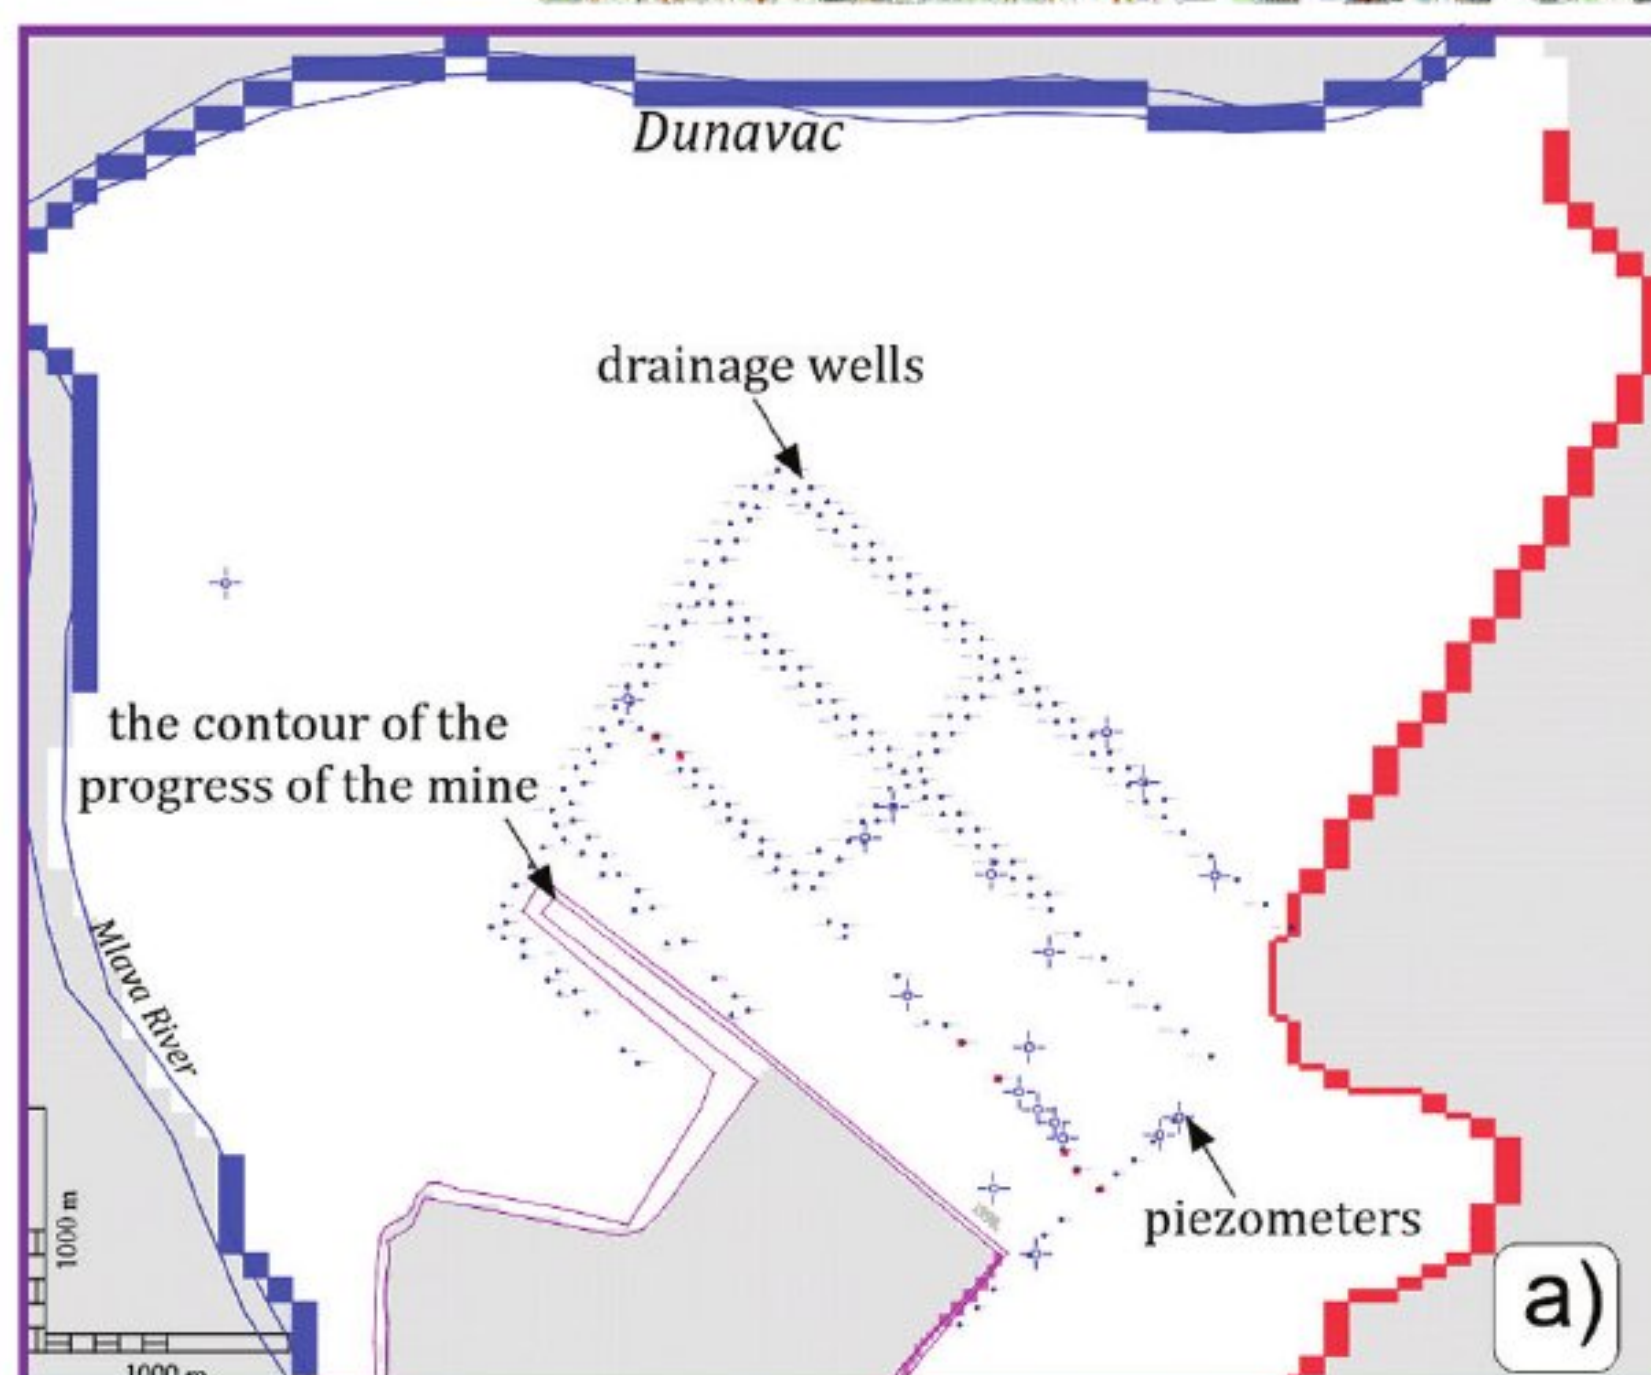 Dunavac
drainage wells
the contour of the
progress of the mine
Mlava River
piezometers
1000 m
1000 m
a)